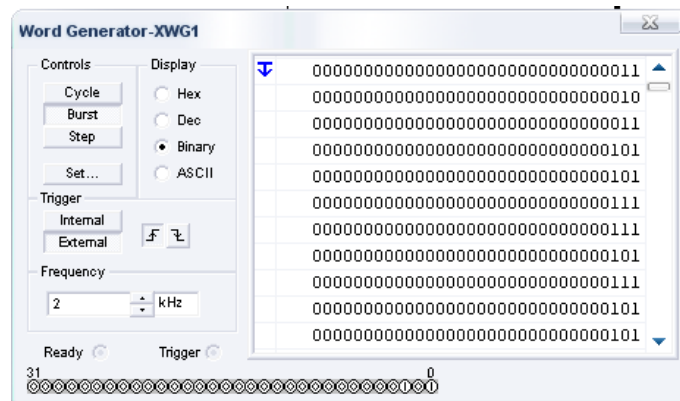 Word Generator-XWG1
Controls
Cycle
Burst
Step
Set...
Display
Hex
Dec
Binary
ASCII
Trigger
Internal
External
Frequency
2
kHz
Ready
Trigger
31
0
00000000000000000000000000000011
00000000000000000000000000000010
00000000000000000000000000000011
00000000000000000000000000000101
00000000000000000000000000000101
00000000000000000000000000000111
00000000000000000000000000000111
00000000000000000000000000000101
00000000000000000000000000000111
00000000000000000000000000000101
00000000000000000000000000000101